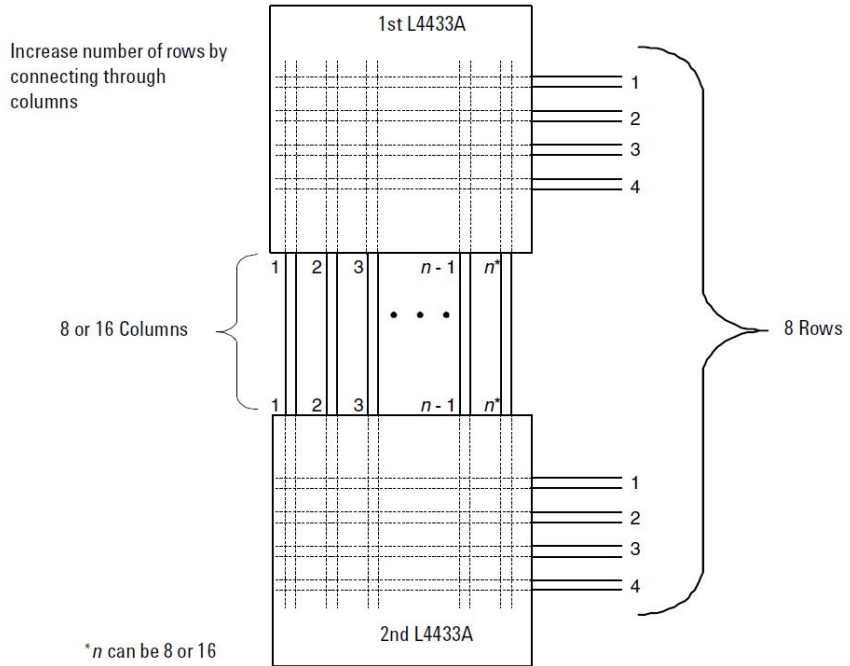 1st L4433A
Increase number of rows by
connecting through
columns
1
2
3
4
1 2 3 n - 1 n*
8 or 16 Columns
8 Rows
1 2 3 n - 1 n*
1
2
3
4
2nd L4433A
*n can be 8 or 16